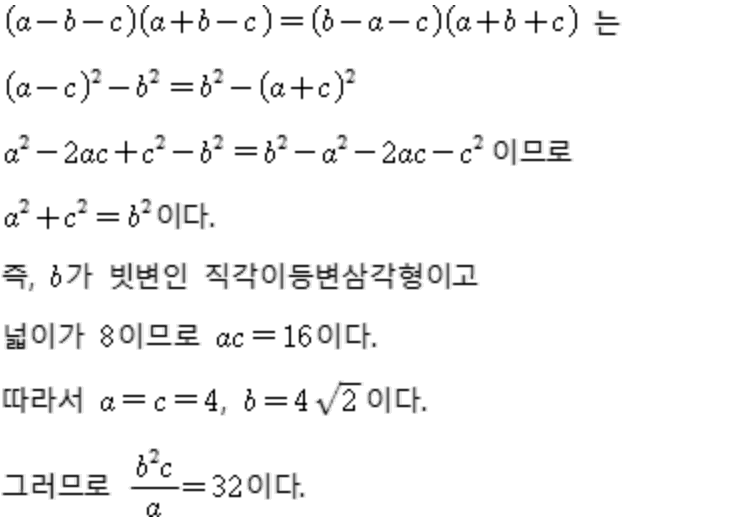 (a−b−c)(a+b−c)=(b−a−c)(a+b+c) 는
(a−c)²−b²=b²−(a+c)²
a²−2ac+c²−b²=b²−a²−2ac−c² 이므로
a²+c²=b²이다.
즉, b가 빗변인 직각이등변삼각형이고
넓이가 8이므로 ac=16이다.
따라서 a=c=4, b=4√2이다.
그러므로 b²c/a=32이다.